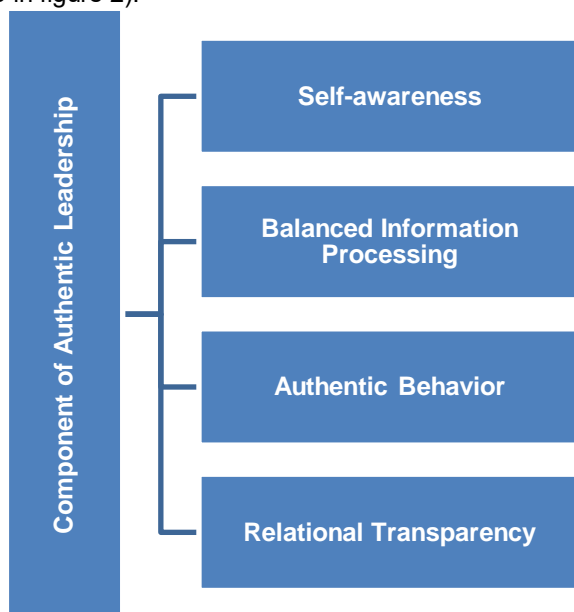 in figure 2).
Component of Authentic Leadership
Self-awareness
Balanced Information
Processing
Authentic Behavior
Relational Transparency